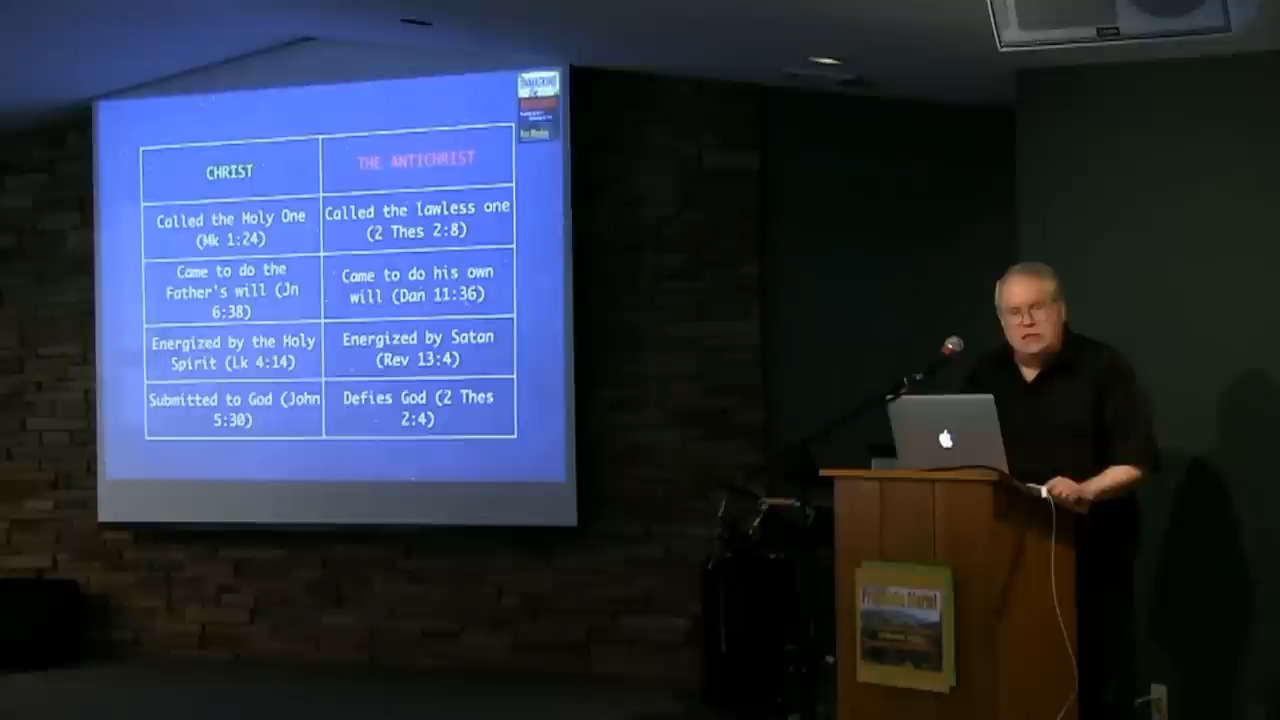 CHRIST
THE ANTICHRIST
Called the Holy One
(Mk 1:24)
Called the lawless one
(2 Thes 2:8)
Came to do the
Father's will (Jn
6:38)
Came to do his own
will (Dan 11:36)
Energized by the Holy
Spirit (Lk 4:14)
Energized by Satan
(Rev 13:4)
Submitted to God (John
5:30)
Defies God (2 Thes
2:4)